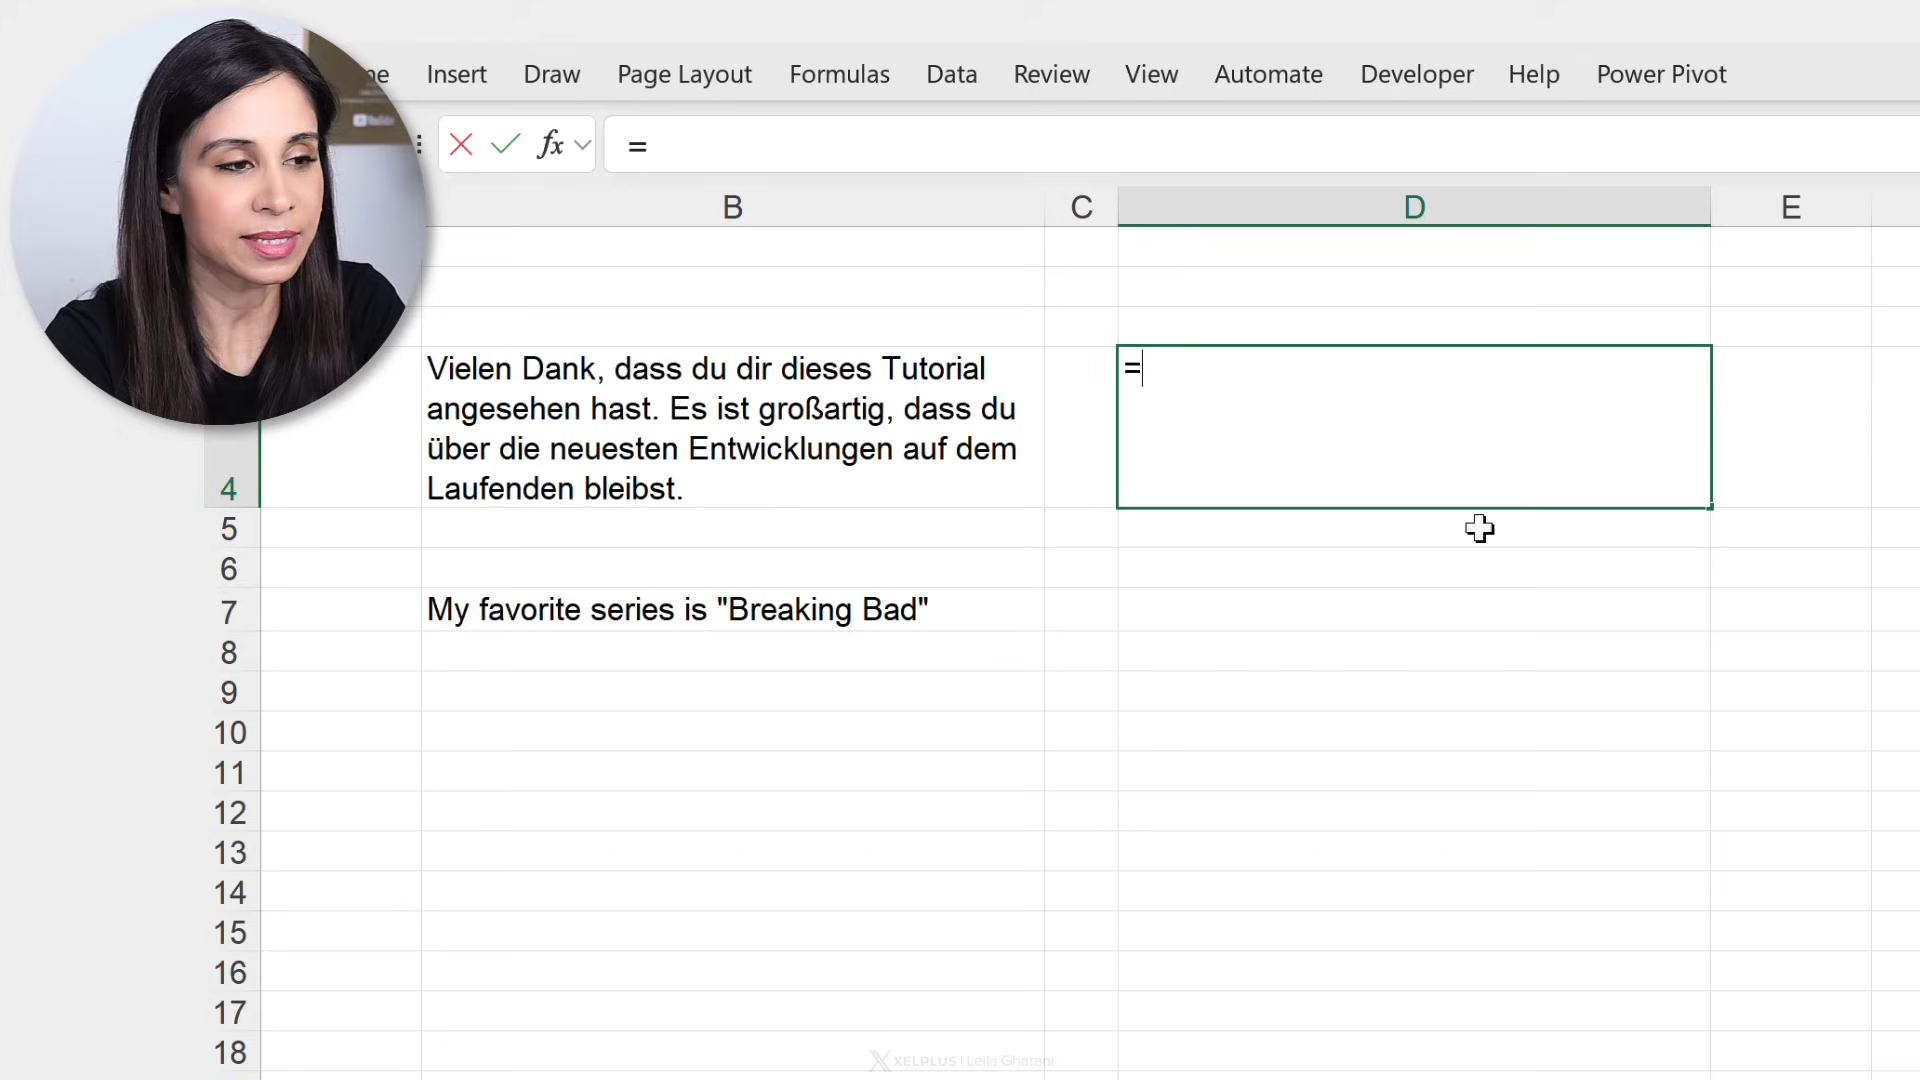 ne Insert Draw Page Layout Formulas Data Review View Automate Developer Help Power Pivot
fx =
B C D E
Vielen Dank, dass du dir dieses Tutorial
angesehen hast. Es ist großartig, dass du
über die neuesten Entwicklungen auf dem
Laufenden bleibst.
=
4
5
6
7 My favorite series is "Breaking Bad"
8
9
10
11
12
13
14
15
16
17
18
XELPLUS | Leila Gharani